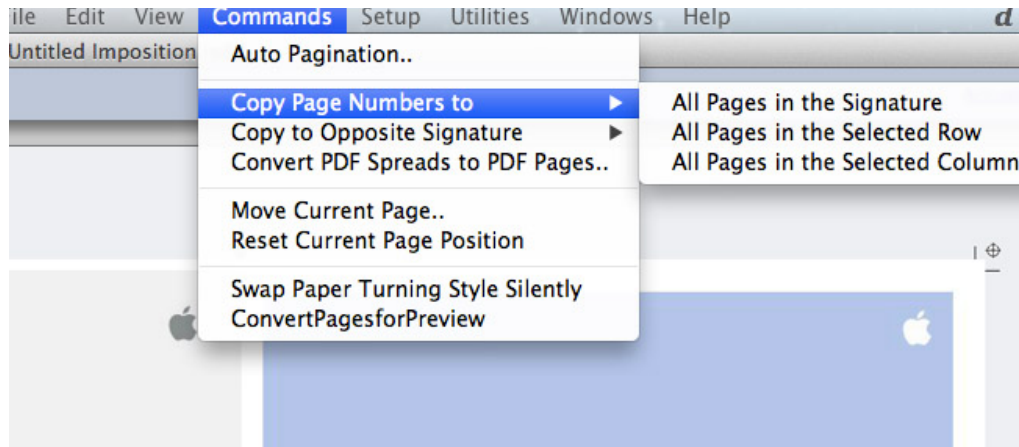 ile Edit View Commands Setup Utilities Windows Help d
Untitled Imposition
Auto Pagination..
Copy Page Numbers to
Copy to Opposite Signature
Convert PDF Spreads to PDF Pages..
Move Current Page..
Reset Current Page Position
Swap Paper Turning Style Silently
ConvertPagesforPreview
All Pages in the Signature
All Pages in the Selected Row
All Pages in the Selected Column